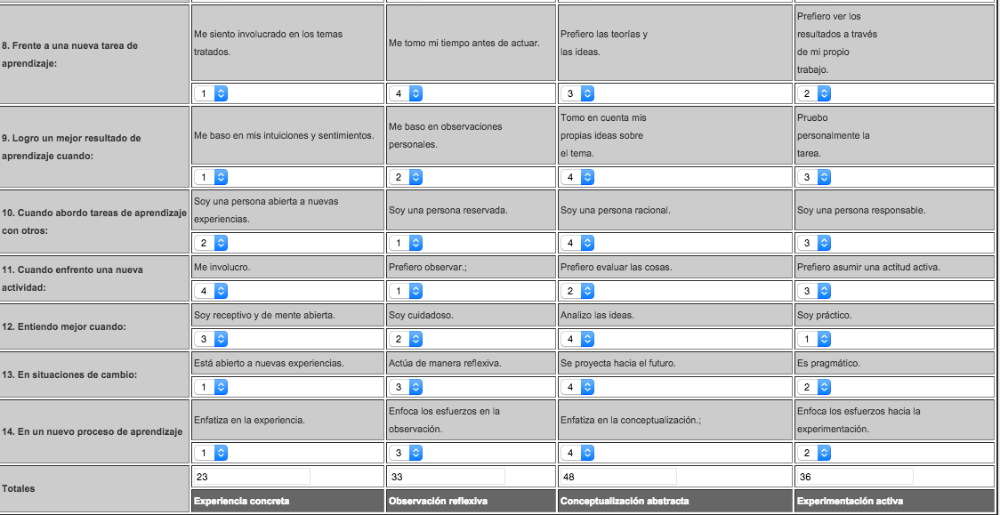 8. Frente a una nueva tarea de
aprendizaje:
Me siento involucrado en los temas
tratados.
Me tomo mi tiempo antes de actuar.
Prefiero las teorías y
las ideas.
Prefiero ver los
resultados a través
de mi propio
trabajo.
1 4 3 2
9. Logro un mejor resultado de
aprendizaje cuando:
Me baso en mis intuiciones y sentimientos.
Me baso en observaciones
personales.
Tomo en cuenta mis
propias ideas sobre
el tema.
Pruebo
personalmente la
tarea.
1 2 4 3
10. Cuando abordo tareas de aprendizaje
con otros:
Soy una persona abierta a nuevas
experiencias.
Soy una persona reservada.
Soy una persona racional.
Soy una persona responsable.
2 1 4 3
11. Cuando enfrento una nueva
actividad:
Me involucro.
Prefiero observar.;
Prefiero evaluar las cosas.
Prefiero asumir una actitud activa.
4 1 2 3
12. Entiendo mejor cuando:
Soy receptivo y de mente abierta.
Soy cuidadoso.
Analizo las ideas.
Soy práctico.
3 2 4 1
13. En situaciones de cambio:
Está abierto a nuevas experiencias.
Actúa de manera reflexiva.
Se proyecta hacia el futuro.
Es pragmático.
1 3 4 2
14. En un nuevo proceso de aprendizaje
Enfatiza en la experiencia.
Enfoca los esfuerzos en la
observación.
Enfatiza en la conceptualización.;
Enfoca los esfuerzos hacia la
experimentación.
1 3 4 2
Totales
23 33 48 36
Experiencia concreta
Observación reflexiva
Conceptualización abstracta
Experimentación activa